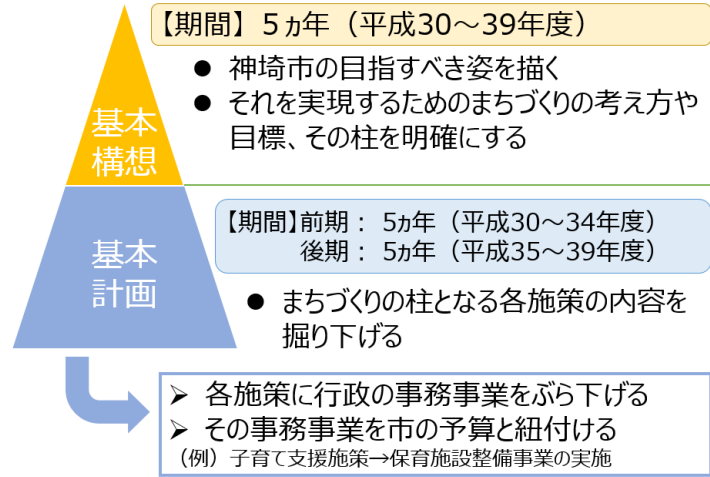 【期間】５ヵ年（平成30～39年度）
● 神埼市の目指すべき姿を描く
● それを実現するためのまちづくりの考え方や
目標、その柱を明確にする
基本
構想
【期間】前期： 5ヵ年（平成30～34年度）
後期： 5ヵ年（平成35～39年度）
基本
計画
● まちづくりの柱となる各施策の内容を
掘り下げる
➢ 各施策に行政の事務事業をぶら下げる
➢ その事務事業を市の予算と紐付ける
（例）子育て支援施策→保育施設整備事業の実施